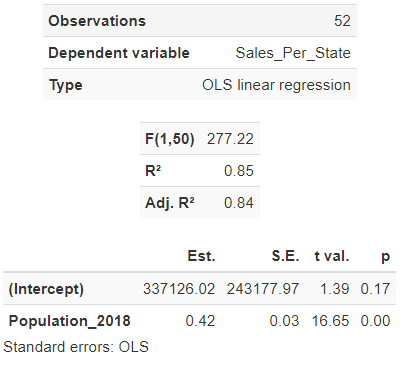 Observations 52
Dependent variable Sales_Per_State
Type OLS linear regression
F(1,50) 277.22
R² 0.85
Adj. R² 0.84
Est. S.E. t val. p
(Intercept) 337126.02 243177.97 1.39 0.17
Population_2018 0.42 0.03 16.65 0.00
Standard errors: OLS